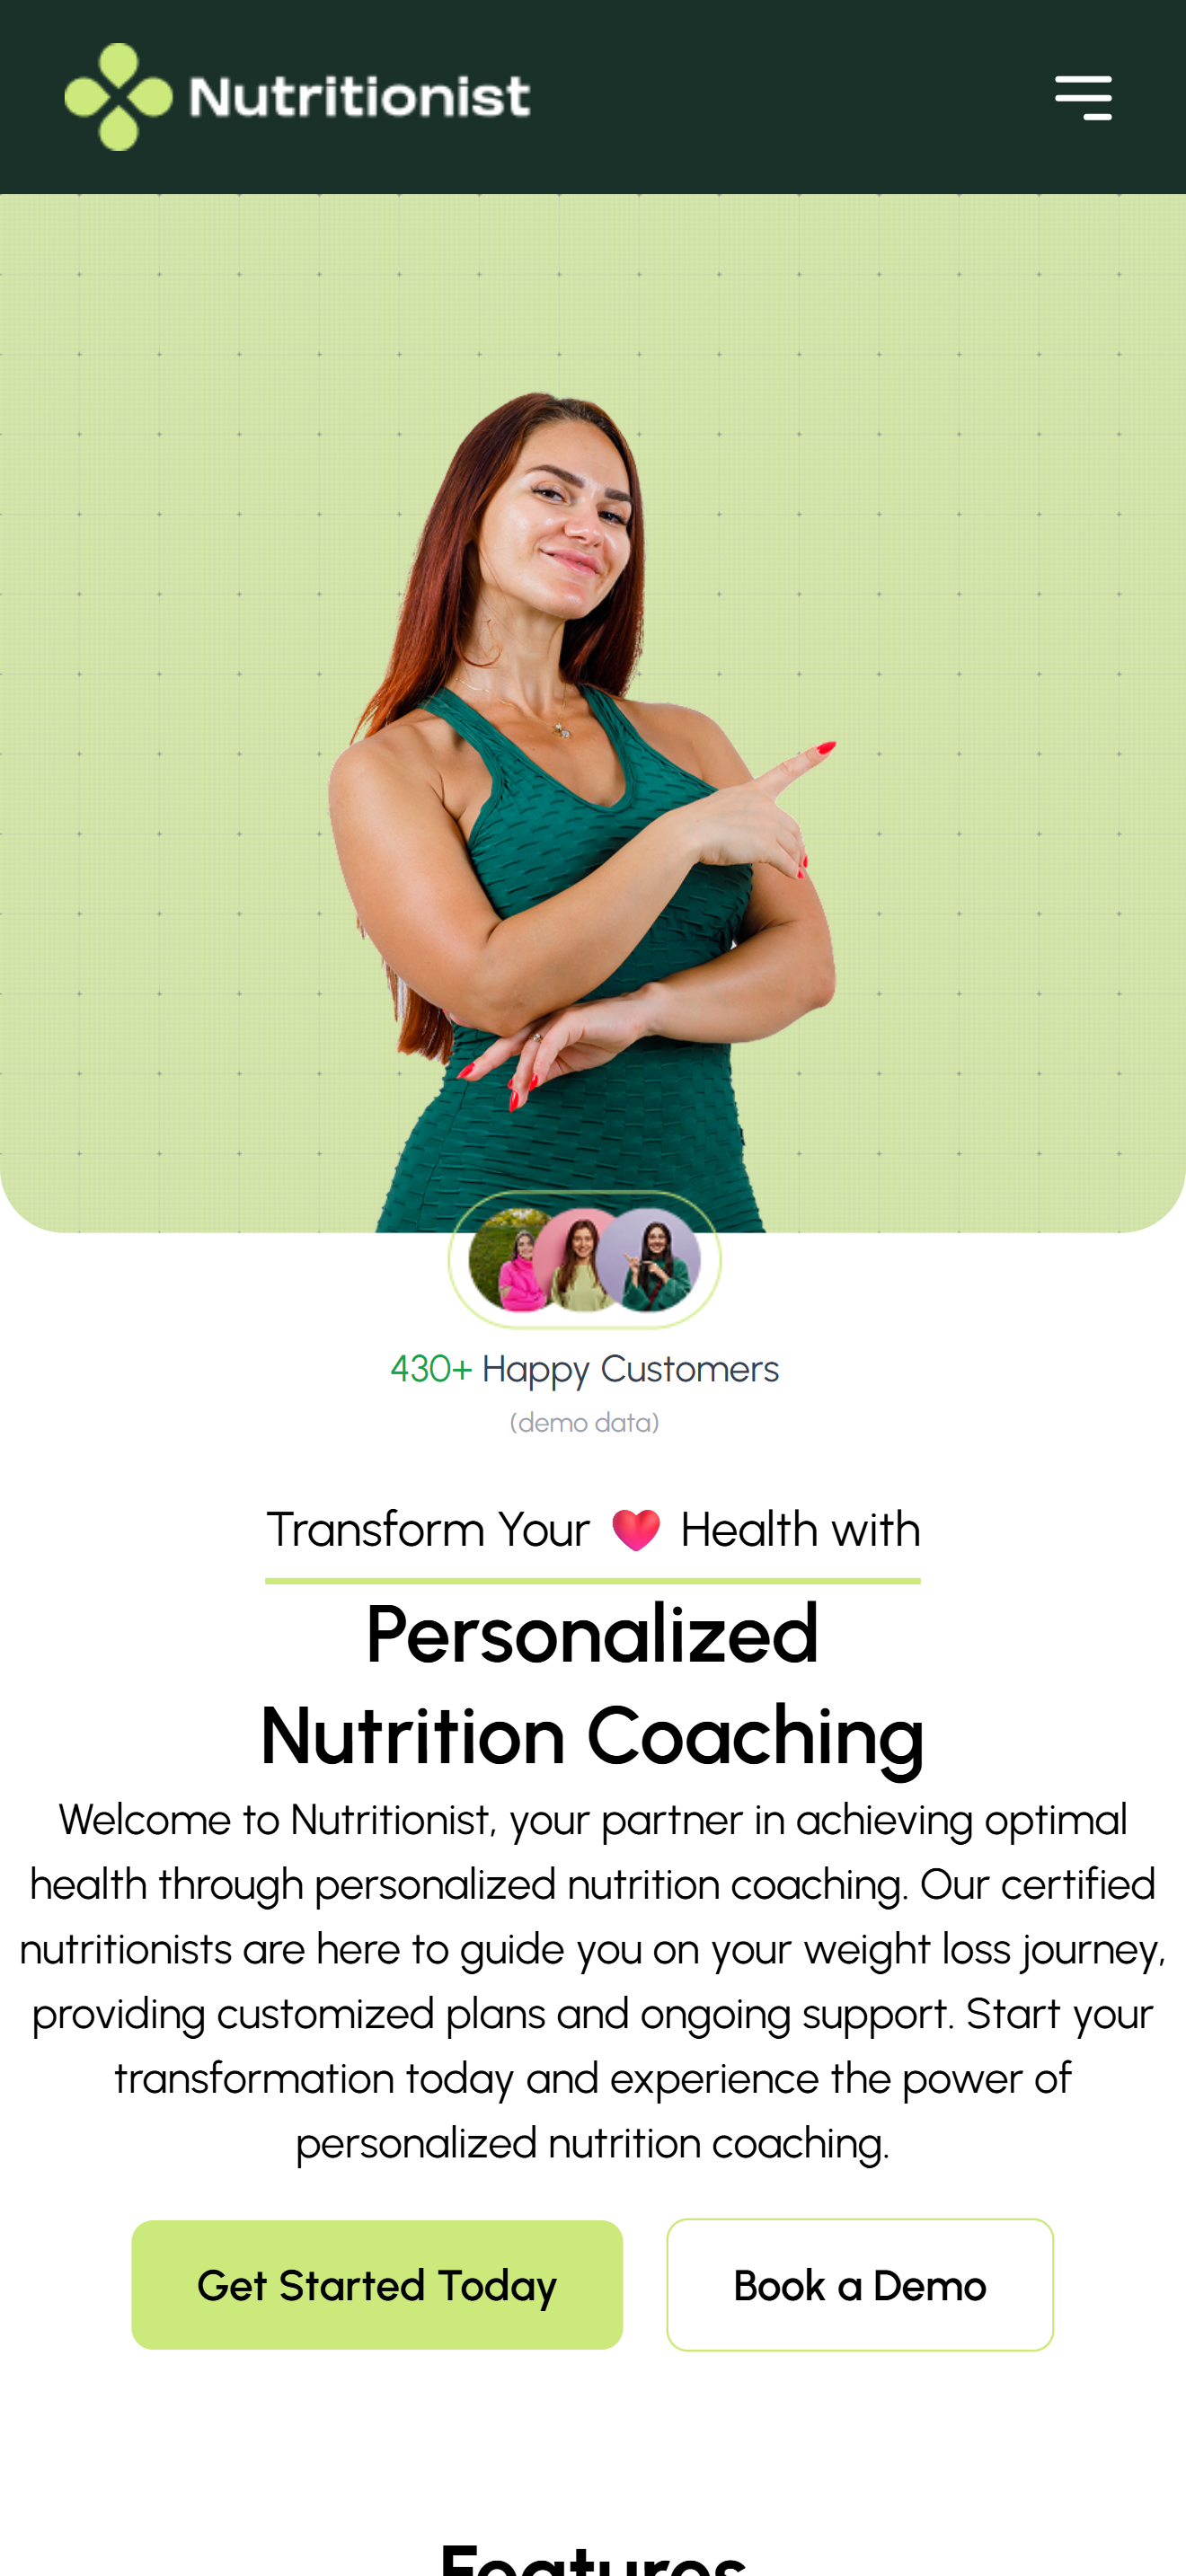 Nutritionist
430+ Happy Customers
(demo data)
Transform Your ❤️ Health with
Personalized
Nutrition Coaching
Welcome to Nutritionist, your partner in achieving optimal
health through personalized nutrition coaching. Our certified
nutritionists are here to guide you on your weight loss journey,
providing customized plans and ongoing support. Start your
transformation today and experience the power of
personalized nutrition coaching.
Get Started Today
Book a Demo
Features